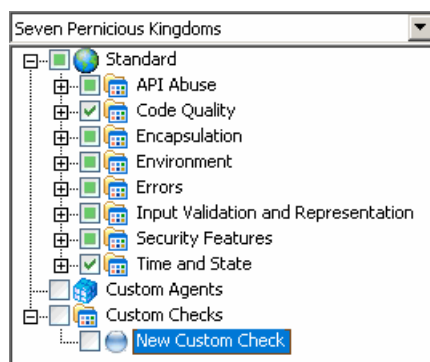 Seven Pernicious Kingdoms
Standard
API Abuse
Code Quality
Encapsulation
Environment
Errors
Input Validation and Representation
Security Features
Time and State
Custom Agents
Custom Checks
New Custom Check